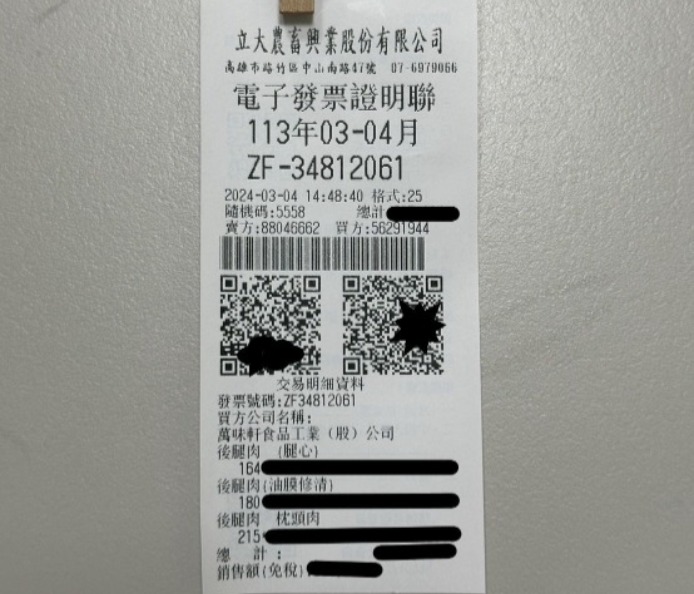 立大農畜興業股份有限公司
高雄市路竹區中山南路47號 07-6979066
電子發票證明聯
113年03-04月
ZF-34812061
2024-03-04 14:48:40 格式:25
隨機碼:5558 總計
賣方:88046662 買方:56291944
交易明細資料
發票號碼:ZF34812061
買方公司名稱:
萬味軒食品工業（股）公司
後腿肉 (腿心)
164
後腿肉(油膜修清)
180
後腿肉 枕頭肉
215
總 計 :
銷售額(免稅)